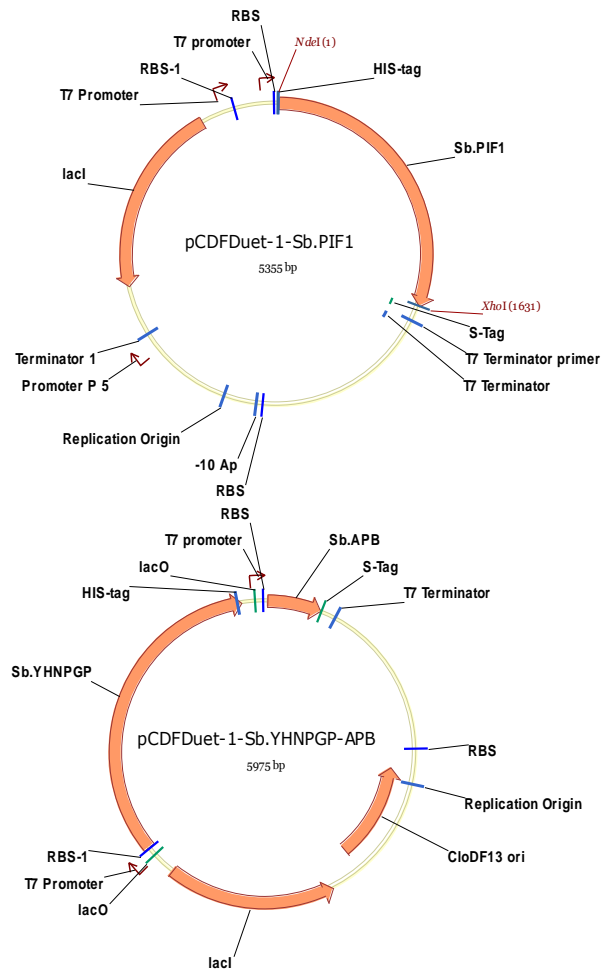 RBS
T7 promoter
NdeI (1)
RBS-1
HIS-tag
T7 Promoter
Sb.PIF1
lacI
pCDFDuet-1-Sb.PIF1
5355 bp
XhoI (1631)
S-Tag
Terminator 1
T7 Terminator primer
Promoter P 5
T7 Terminator
Replication Origin
-10 Ap
RBS
RBS
T7 promoter
Sb.APB
lacO
S-Tag
HIS-tag
T7 Terminator
Sb.YHNPGP
pCDFDuet-1-Sb.YHNPGP-APB
5975 bp
RBS
Replication Origin
RBS-1
CloDF13 ori
T7 Promoter
lacO
lacI